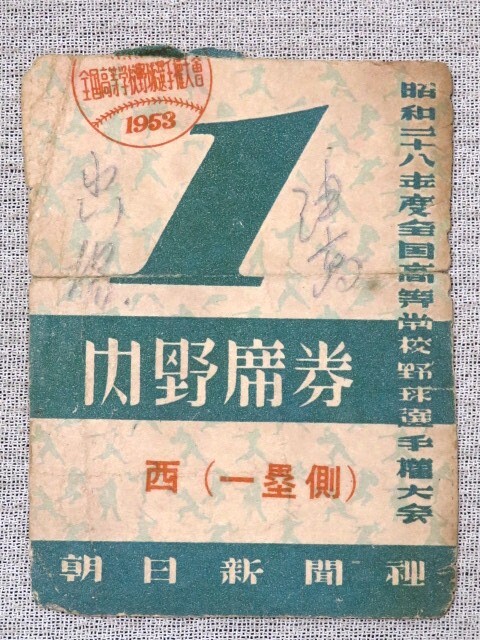 全国高等学校野球選手権大會
1953
1
昭和二十八年度全国高等学校野球選手権大会
内野席券
西(一塁側)
朝日新聞社